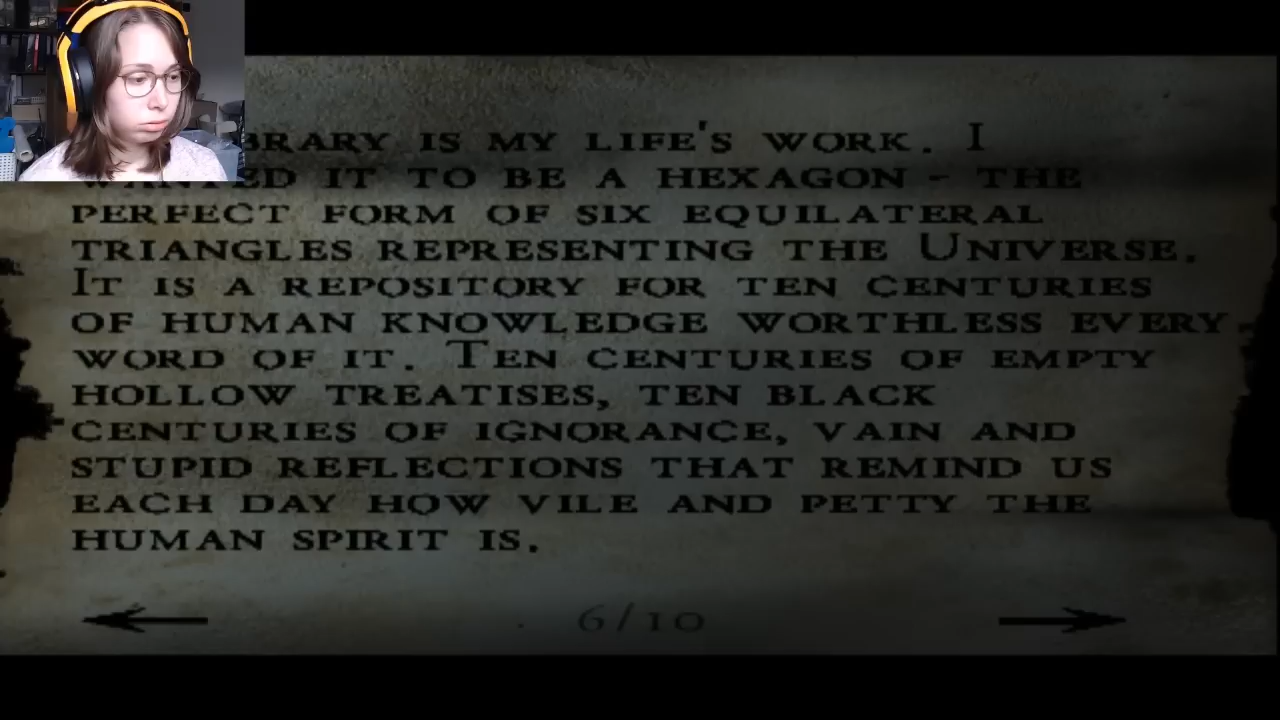 BRARY IS MY LIFE'S WORK. I
WANTED IT TO BE A HEXAGON - THE
PERFECT FORM OF SIX EQUILATERAL
TRIANGLES REPRESENTING THE UNIVERSE.
IT IS A REPOSITORY FOR TEN CENTURIES
OF HUMAN KNOWLEDGE WORTHLESS EVERY
WORD OF IT. TEN CENTURIES OF EMPTY
HOLLOW TREATISES, TEN BLACK
CENTURIES OF IGNORANCE, VAIN AND
STUPID REFLECTIONS THAT REMIND US
EACH DAY HOW VILE AND PETTY THE
HUMAN SPIRIT IS.
6/10